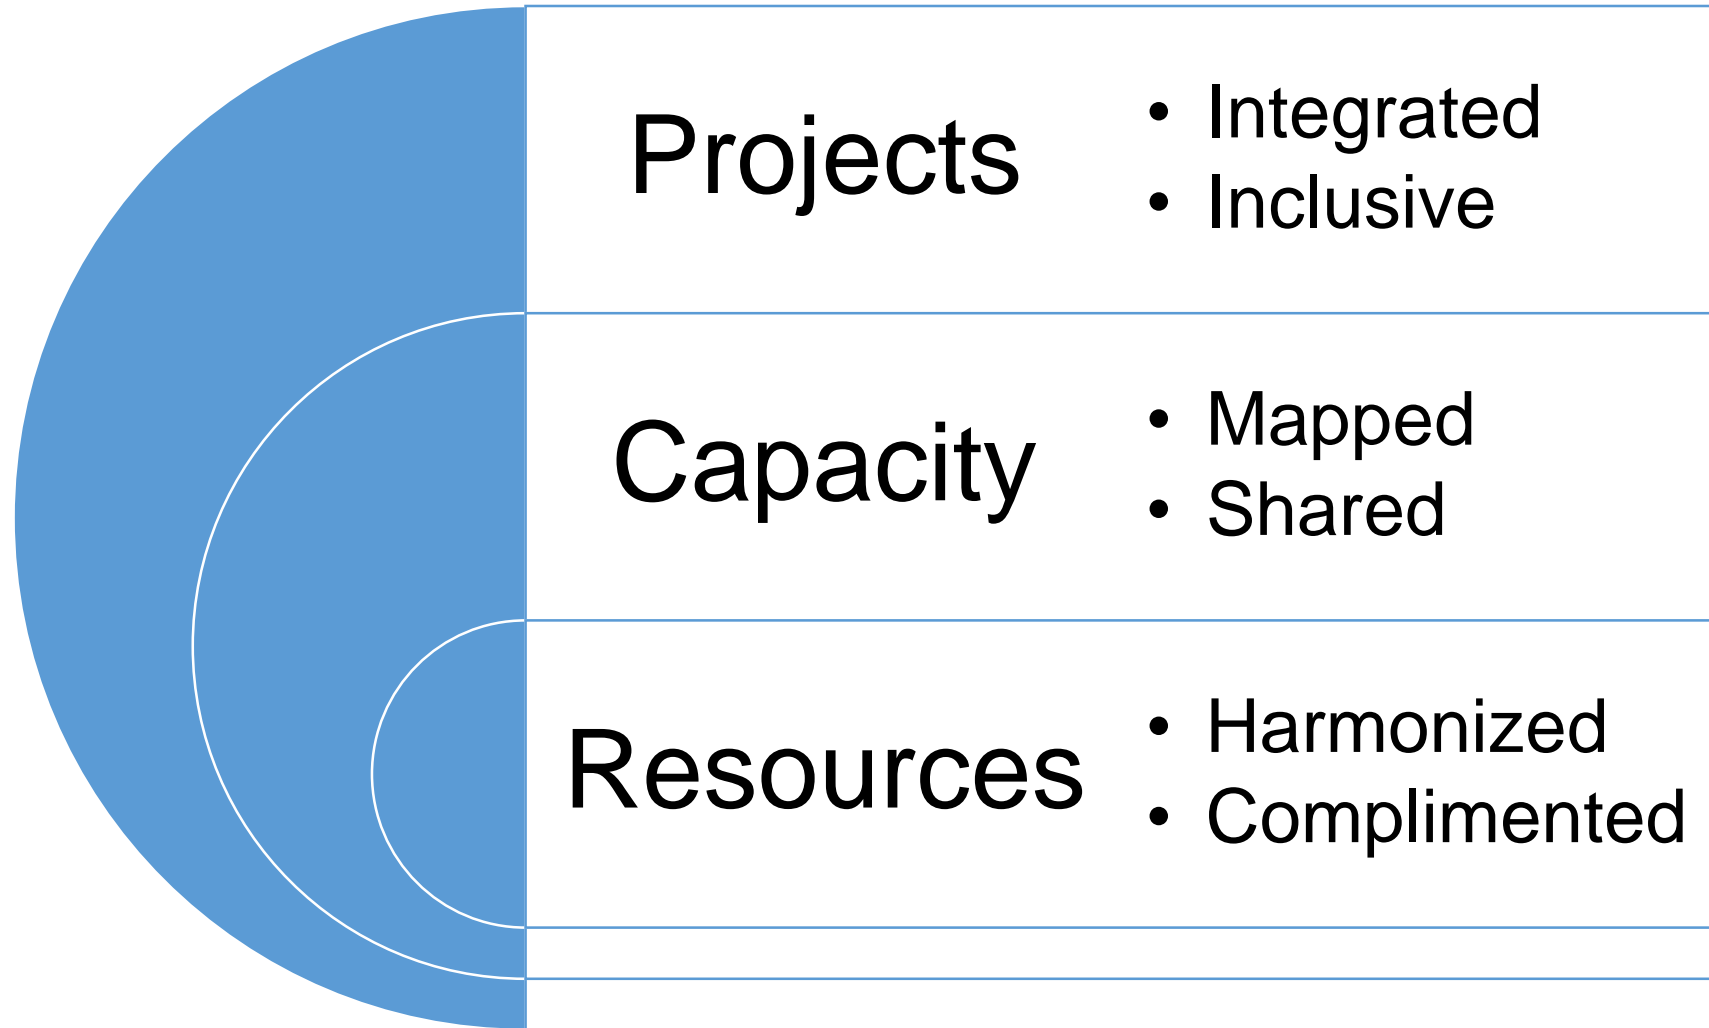 Projects
• Integrated
• Inclusive
Capacity
• Mapped
• Shared
Resources
• Harmonized
• Complimented